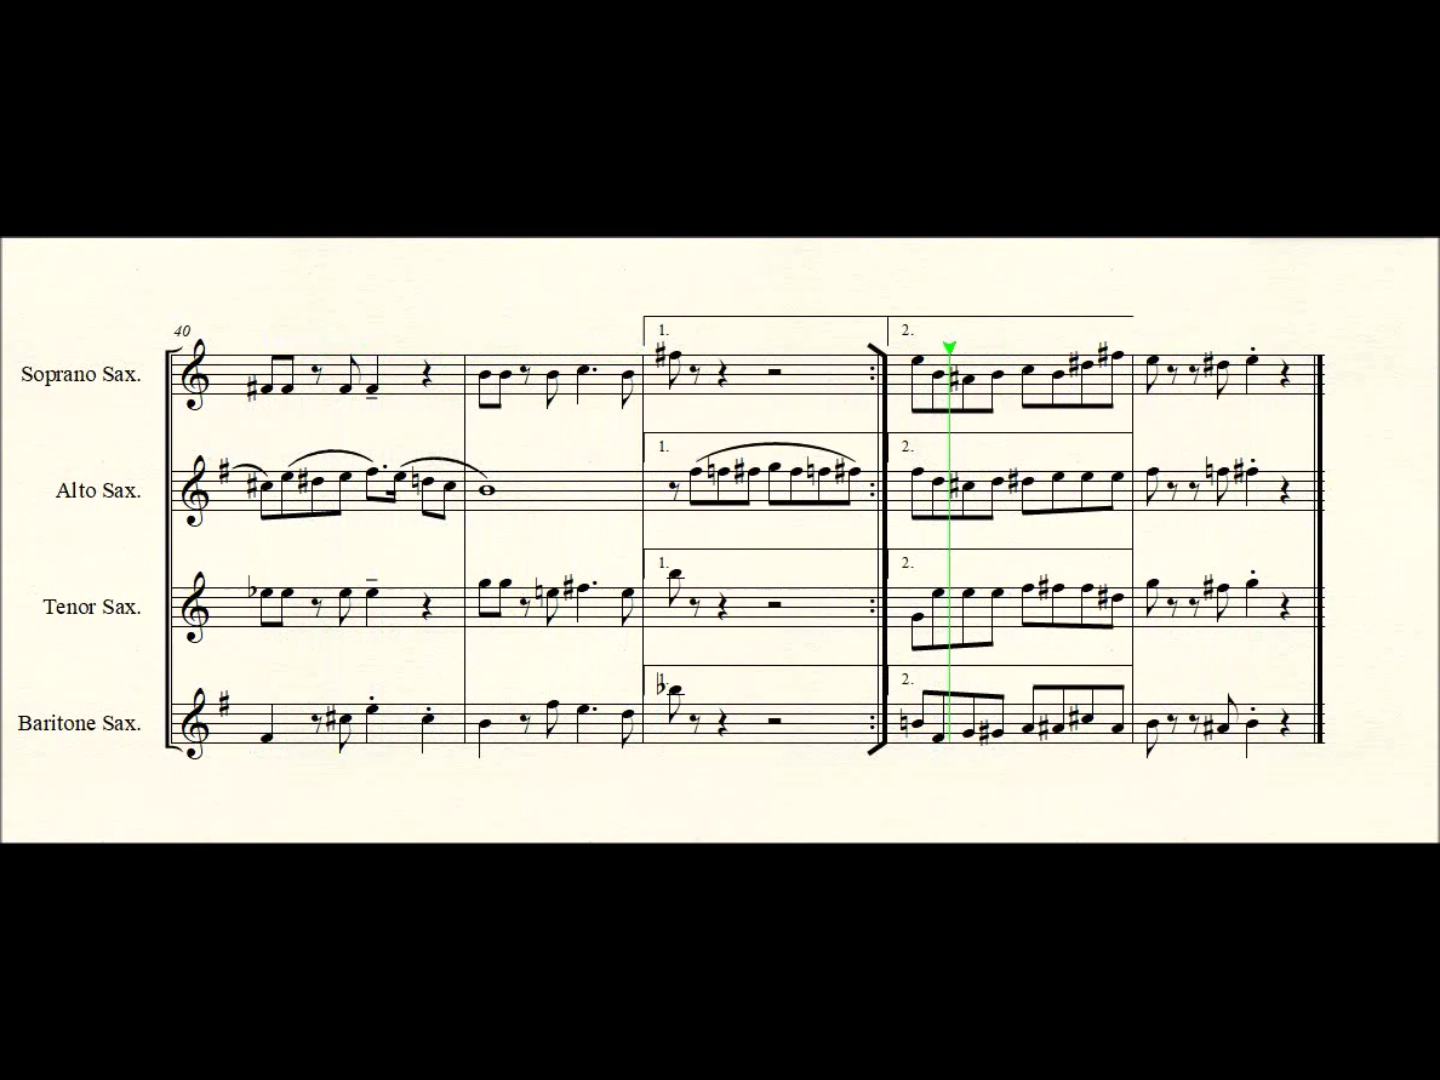 40
1.
2.
Soprano Sax.
1.
2.
Alto Sax.
1.
2.
Tenor Sax.
1.
2.
Baritone Sax.